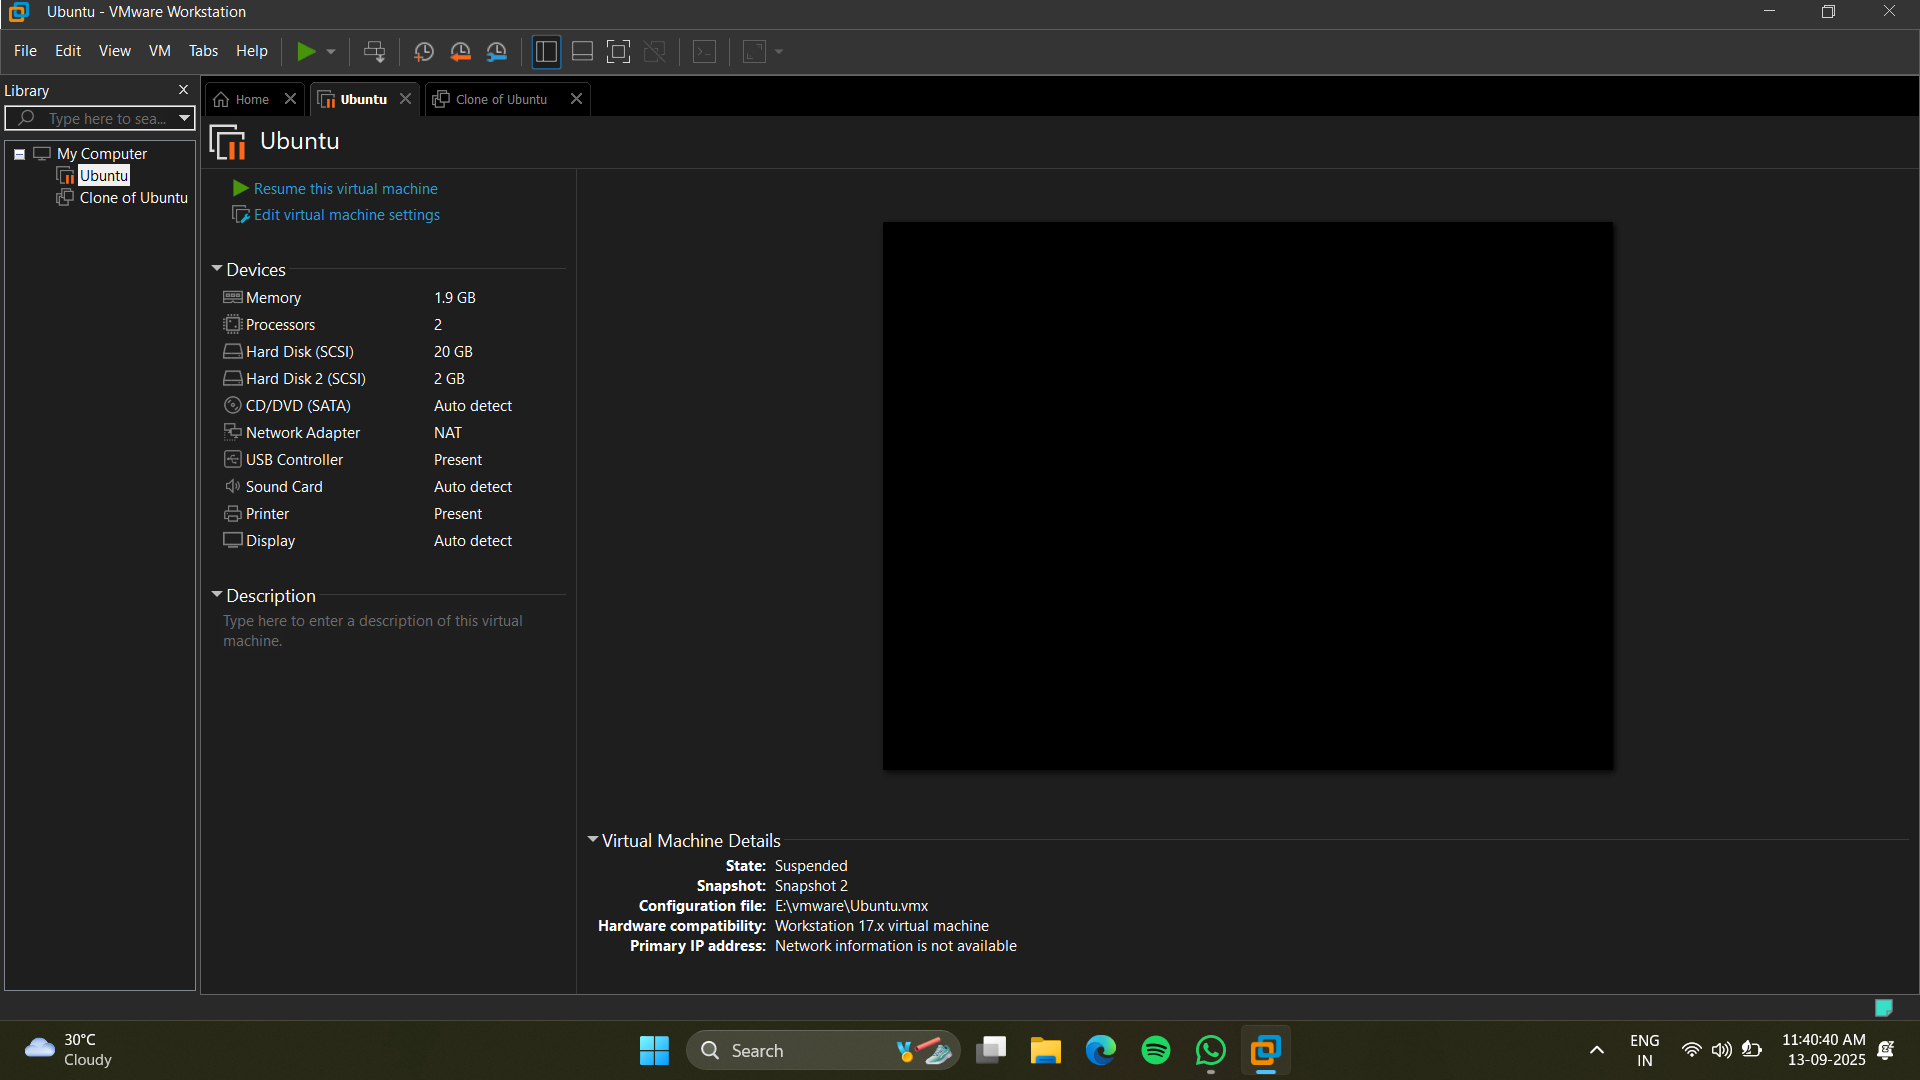 Ubuntu - VMware Workstation
File Edit View VM Tabs Help
Library
Type here to sea...
My Computer
Ubuntu
Clone of Ubuntu
Home
Ubuntu
Clone of Ubuntu
Ubuntu
Resume this virtual machine
Edit virtual machine settings
Devices
Memory 1.9 GB
Processors 2
Hard Disk (SCSI) 20 GB
Hard Disk 2 (SCSI) 2 GB
CD/DVD (SATA) Auto detect
Network Adapter NAT
USB Controller Present
Sound Card Auto detect
Printer Present
Display Auto detect
Description
Type here to enter a description of this virtual
machine.
Virtual Machine Details
State: Suspended
Snapshot: Snapshot 2
Configuration file: E:\vmware\Ubuntu.vmx
Hardware compatibility: Workstation 17.x virtual machine
Primary IP address: Network information is not available
30°C
Cloudy
Search
ENG
IN
11:40:40 AM
13-09-2025